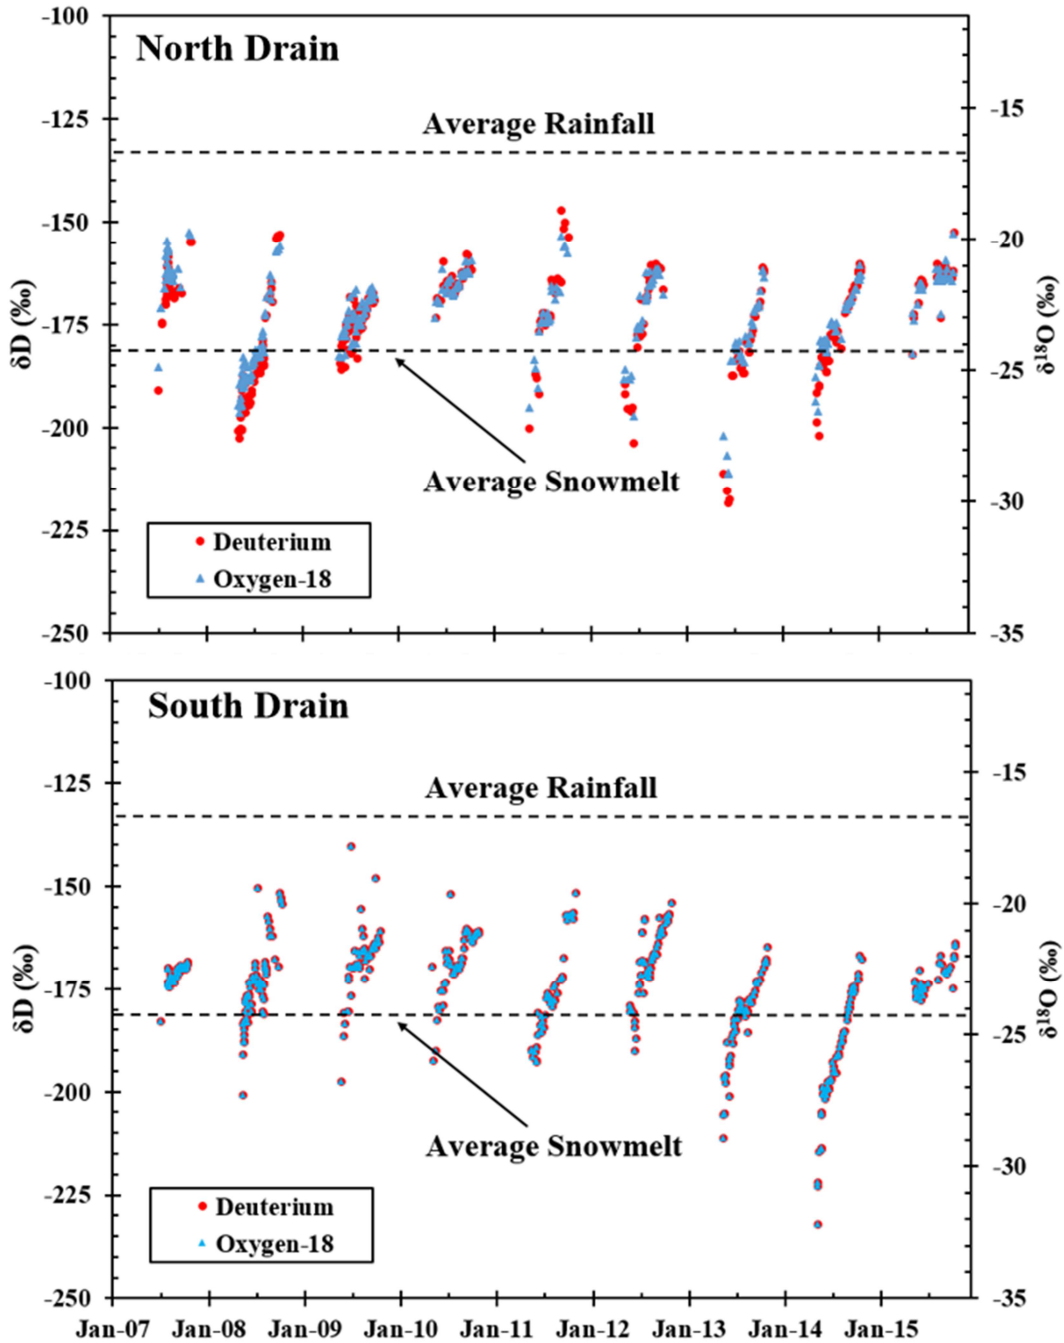 North Drain
-100
-125
-150
-175
-200
-225
-250
δD (‰)
Average Rainfall
Average Snowmelt
Deuterium
Oxygen-18
-15
-20
-25
-30
-35
δ18O (‰)
South Drain
-100
-125
-150
-175
-200
-225
-250
δD (‰)
Average Rainfall
Average Snowmelt
Deuterium
Oxygen-18
-15
-20
-25
-30
-35
δ18O (‰)
Jan-07 Jan-08 Jan-09 Jan-10 Jan-11 Jan-12 Jan-13 Jan-14 Jan-15